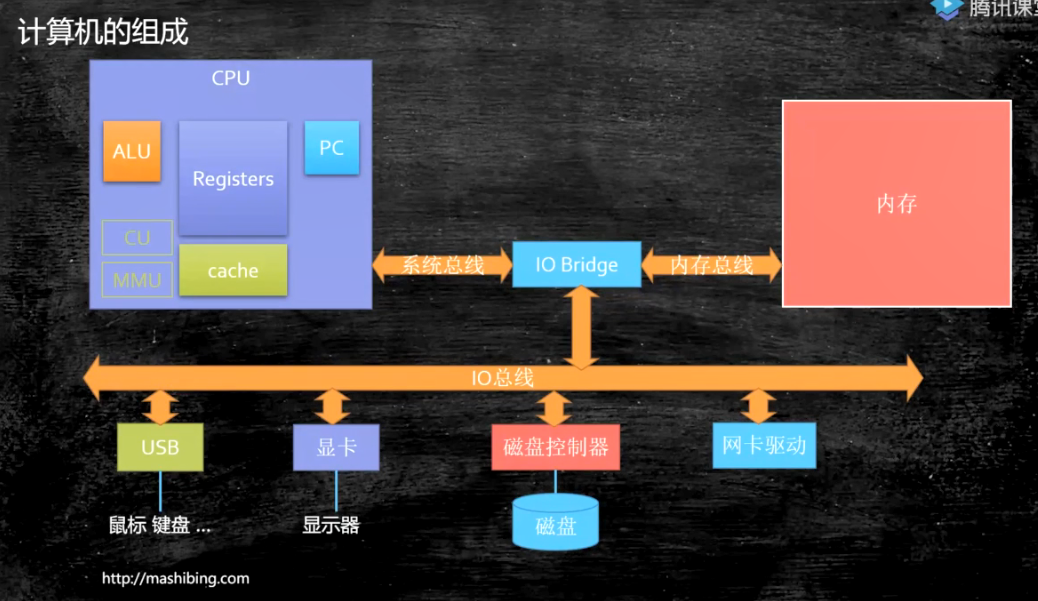 计算机的组成
腾讯课堂
CPU
ALU
Registers
PC
CU
MMU
cache
系统总线
IO Bridge
内存总线
内存
IO总线
USB
显卡
磁盘控制器
网卡驱动
鼠标 键盘 ...
显示器
磁盘
http://mashibing.com